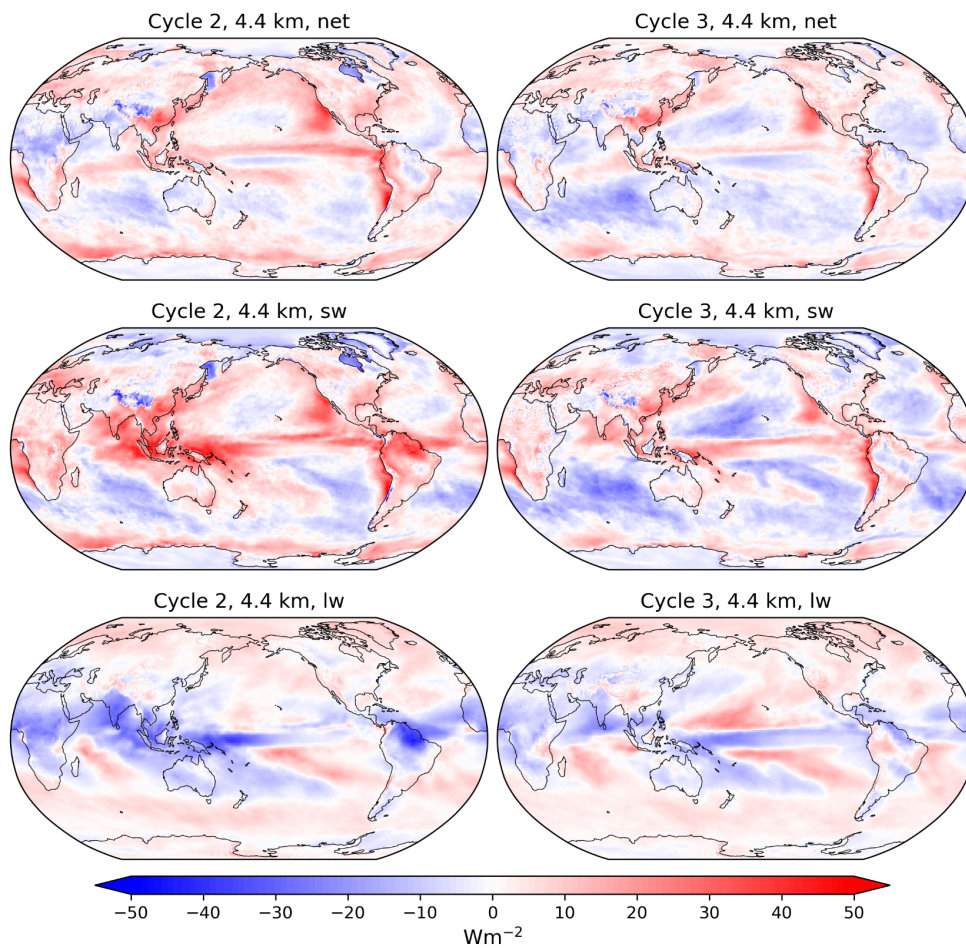 Cycle 2, 4.4 km, net
Cycle 3, 4.4 km, net
Cycle 2, 4.4 km, sw
Cycle 3, 4.4 km, sw
Cycle 2, 4.4 km, lw
Cycle 3, 4.4 km, lw
−50 −40 −30 −20 −10 0 10 20 30 40 50
Wm⁻²